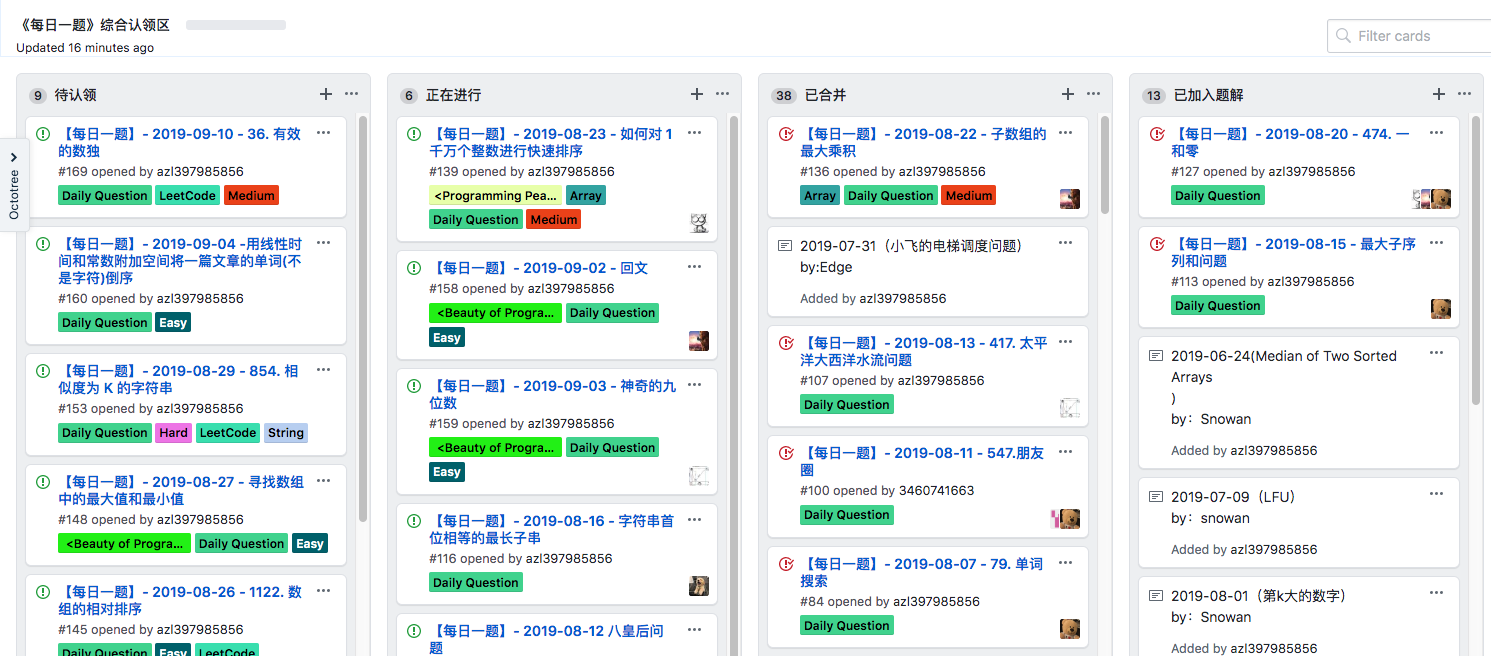 《每日一题》综合认领区
Updated 16 minutes ago
Filter cards
Octotree
9 待认领
【每日一题】- 2019-09-10 - 36. 有效
的数独
#169 opened by azl397985856
Daily Question LeetCode Medium
【每日一题】- 2019-09-04 -用线性时
间和常数附加空间将一篇文章的单词(不
是字符)倒序
#160 opened by azl397985856
Daily Question Easy
【每日一题】- 2019-08-29 - 854. 相
似度为 K 的字符串
#153 opened by azl397985856
Daily Question Hard LeetCode String
【每日一题】- 2019-08-27 - 寻找数组
中的最大值和最小值
#148 opened by azl397985856
<Beauty of Progra... Daily Question Easy
【每日一题】- 2019-08-26 - 1122. 数
组的相对排序
#145 opened by azl397985856
Daily Question Easy LeetCode
6 正在进行
【每日一题】- 2019-08-23 - 如何对 1
千万个整数进行快速排序
#139 opened by azl397985856
<Programming Pea... Array
Daily Question Medium
【每日一题】- 2019-09-02 - 回文
#158 opened by azl397985856
<Beauty of Progra... Daily Question
Easy
【每日一题】- 2019-09-03 - 神奇的九
位数
#159 opened by azl397985856
<Beauty of Progra... Daily Question
Easy
【每日一题】- 2019-08-16 - 字符串首
位相等的最长子串
#116 opened by azl397985856
Daily Question
【每日一题】- 2019-08-12 八皇后问
题
38 已合并
【每日一题】- 2019-08-22 - 子数组的
最大乘积
#136 opened by azl397985856
Array Daily Question Medium
2019-07-31（小飞的电梯调度问题）
by:Edge
Added by azl397985856
【每日一题】- 2019-08-13 - 417. 太平
洋大西洋水流问题
#107 opened by azl397985856
Daily Question
【每日一题】- 2019-08-11 - 547.朋友
圈
#100 opened by 3460741663
Daily Question
【每日一题】- 2019-08-07 - 79. 单词
搜索
#84 opened by azl397985856
Daily Question
13 已加入题解
【每日一题】- 2019-08-20 - 474. 一
和零
#127 opened by azl397985856
Daily Question
【每日一题】- 2019-08-15 - 最大子序
列和问题
#113 opened by azl397985856
Daily Question
2019-06-24(Median of Two Sorted
Arrays
)
by：Snowan
Added by azl397985856
2019-07-09（LFU）
by：snowan
Added by azl397985856
2019-08-01（第k大的数字）
by：Snowan
Added by azl397985856